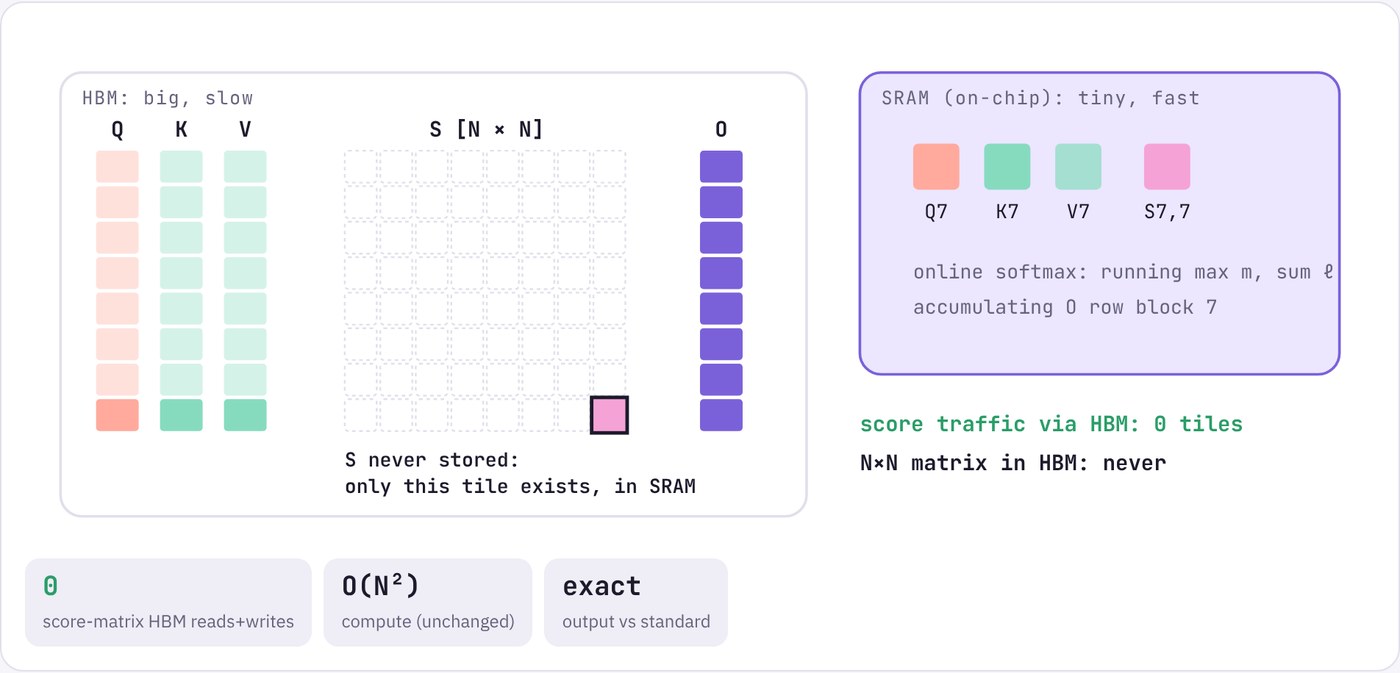 HBM: big, slow
Q K V S [N × N] O
S never stored:
only this tile exists, in SRAM
SRAM (on-chip): tiny, fast
Q7 K7 V7 S7,7
online softmax: running max m, sum ℓ
accumulating O row block 7
score traffic via HBM: 0 tiles
N×N matrix in HBM: never
0
score-matrix HBM reads+writes
O(N²)
compute (unchanged)
exact
output vs standard